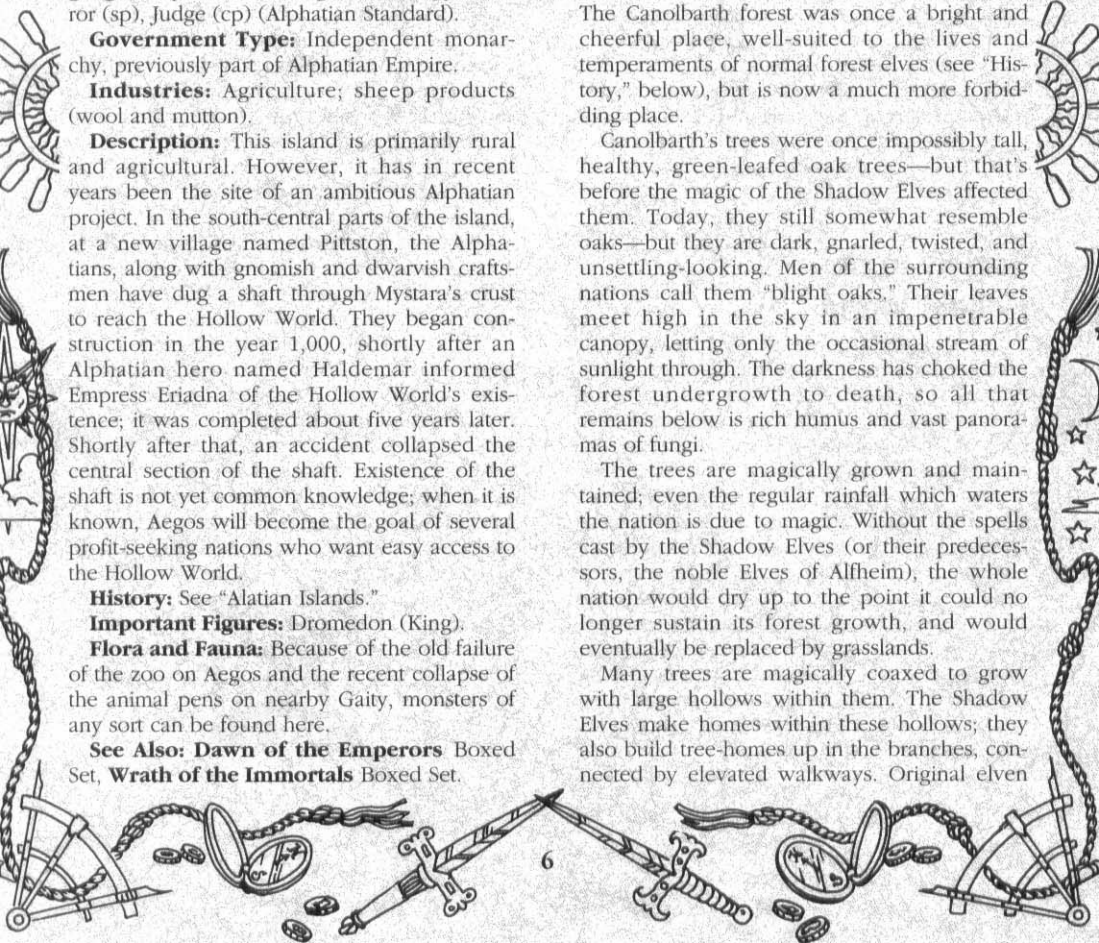 ror (sp), Judge (cp) (Alphatian Standard).
Government Type: Independent monar-
chy, previously part of Alphatian Empire.
Industries: Agriculture; sheep products
(wool and mutton).
Description: This island is primarily rural
and agricultural. However, it has in recent
years been the site of an ambitious Alphatian
project. In the south-central parts of the island,
at a new village named Pittston, the Alpha-
tians, along with gnomish and dwarvish crafts-
men have dug a shaft through Mystara's crust
to reach the Hollow World. They began con-
struction in the year 1,000, shortly after an
Alphatian hero named Haldemar informed
Empress Eriadna of the Hollow World's exis-
tence; it was completed about five years later.
Shortly after that, an accident collapsed the
central section of the shaft. Existence of the
shaft is not yet common knowledge; when it is
known, Aegos will become the goal of several
profit-seeking nations who want easy access to
the Hollow World.
History: See "Alatian Islands."
Important Figures: Dromedon (King).
Flora and Fauna: Because of the old failure
of the zoo on Aegos and the recent collapse of
the animal pens on nearby Gaity, monsters of
any sort can be found here.
See Also: Dawn of the Emperors Boxed
Set, Wrath of the Immortals Boxed Set.
The Canolbarth forest was once a bright and
cheerful place, well-suited to the lives and
temperaments of normal forest elves (see "His-
tory," below), but is now a much more forbid-
ding place.
Canolbarth's trees were once impossibly tall,
healthy, green-leafed oak trees—but that's
before the magic of the Shadow Elves affected
them. Today, they still somewhat resemble
oaks—but they are dark, gnarled, twisted, and
unsettling-looking. Men of the surrounding
nations call them "blight oaks." Their leaves
meet high in the sky in an impenetrable
canopy, letting only the occasional stream of
sunlight through. The darkness has choked the
forest undergrowth to death, so all that
remains below is rich humus and vast panora-
mas of fungi.
The trees are magically grown and main-
tained; even the regular rainfall which waters
the nation is due to magic. Without the spells
cast by the Shadow Elves (or their predeces-
sors, the noble Elves of Alfheim), the whole
nation would dry up to the point it could no
longer sustain its forest growth, and would
eventually be replaced by grasslands.
Many trees are magically coaxed to grow
with large hollows within them. The Shadow
Elves make homes within these hollows; they
also build tree-homes up in the branches, con-
nected by elevated walkways. Original elven
6